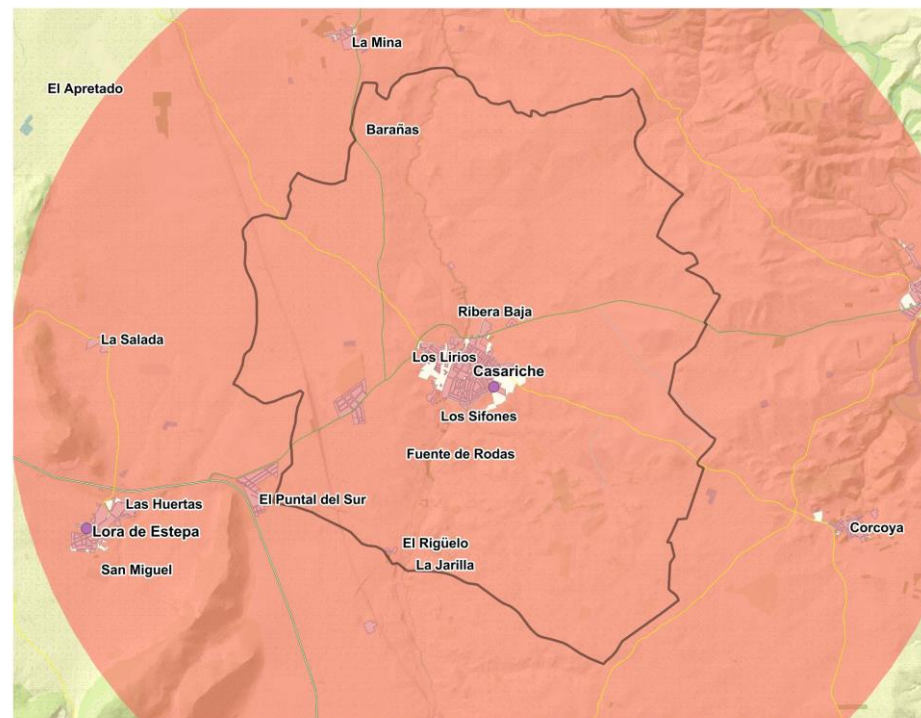 La Mina
El Apretado
Barañas
Ribera Baja
La Salada
Los Lirios
Casariche
Los Sifones
Fuente de Rodas
El Puntal del Sur
Las Huertas
Lora de Estepa
Corcoya
El Rigüelo
La Jarilla
San Miguel